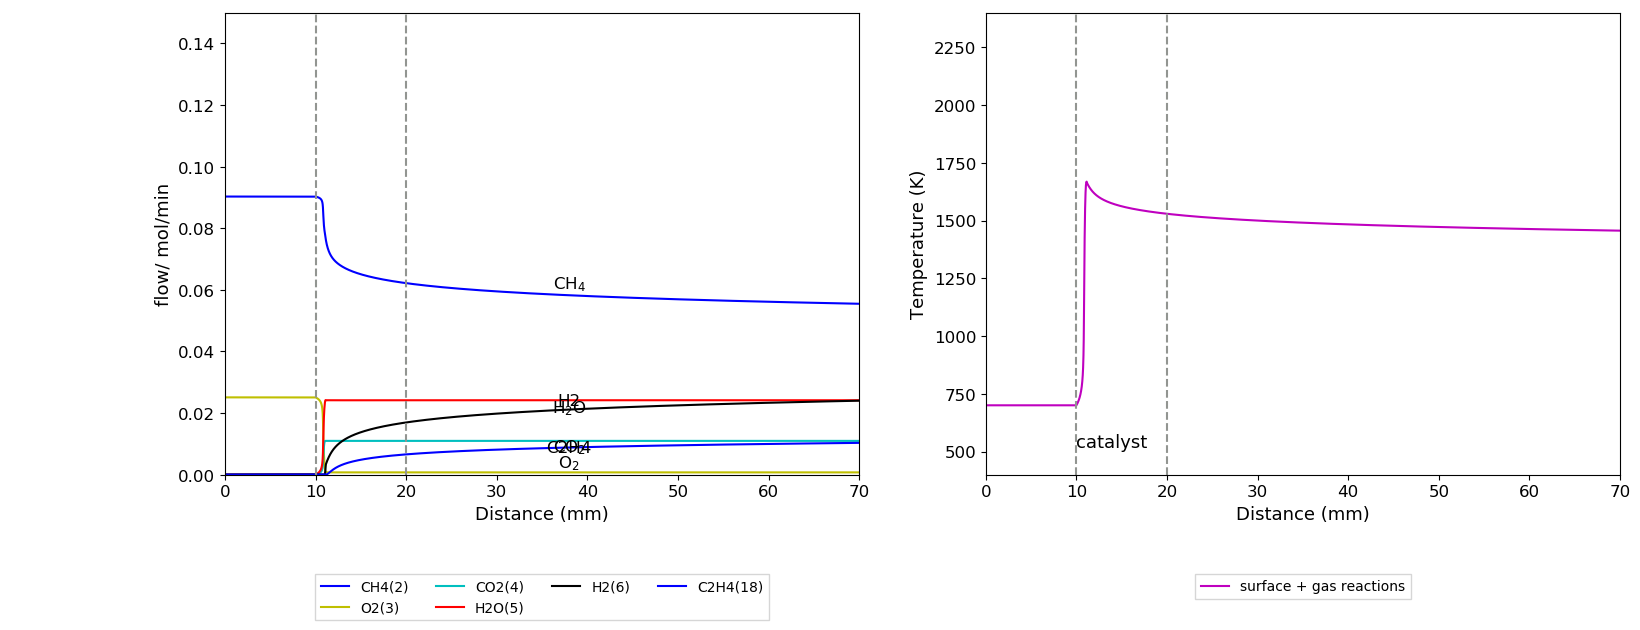 0.14
0.12
0.10
0.08
0.06
0.04
0.02
0.00
flow/ mol/min
CH4
H2
H2O
O2
0 10 20 30 40 50 60 70
Distance (mm)
CH4(2) CO2(4) H2(6) C2H4(18)
O2(3) H2O(5)
2250
2000
1750
1500
1250
1000
750
500
Temperature (K)
catalyst
0 10 20 30 40 50 60 70
Distance (mm)
surface + gas reactions